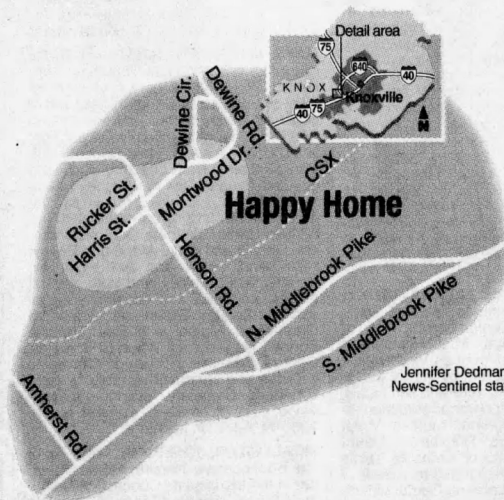 Detail area
75
640
40
KNOX
Knoxville
40
75
N
Dewine Cir.
Dewine Rd.
Montwood Dr.
CSX
Rucker St.
Harris St.
Happy Home
Henson Rd.
N. Middlebrook Pike
S. Middlebrook Pike
Amherst Rd.
Jennifer Dedman
News-Sentinel sta